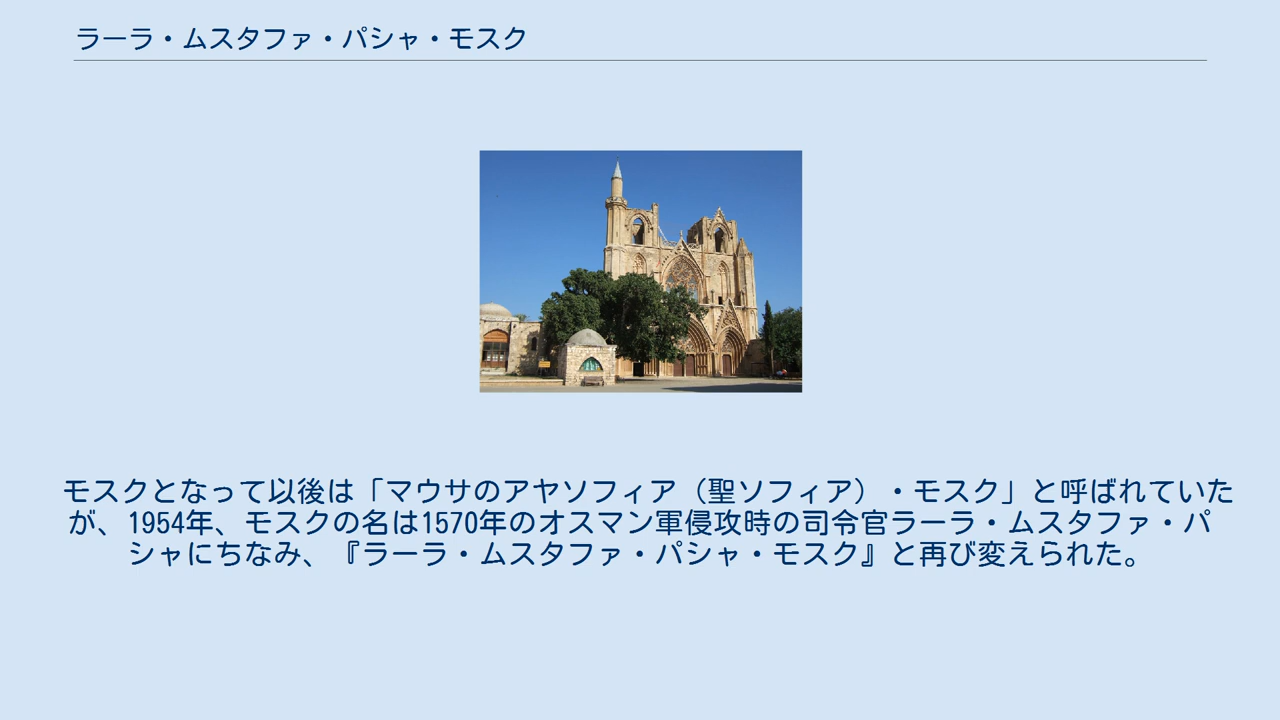 ラーラ・ムスタファ・パシャ・モスク
モスクとなって以後は「マウサのアヤソフィア（聖ソフィア）・モスク」と呼ばれていた
が、1954年、モスクの名は1570年のオスマン軍侵攻時の司令官ラーラ・ムスタファ・パ
シャにちなみ、『ラーラ・ムスタファ・パシャ・モスク』と再び変えられた。